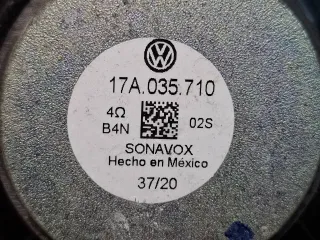 17A.035.710
4Ω
B4N
02S
SONAVOX
Hecho en México
37/20